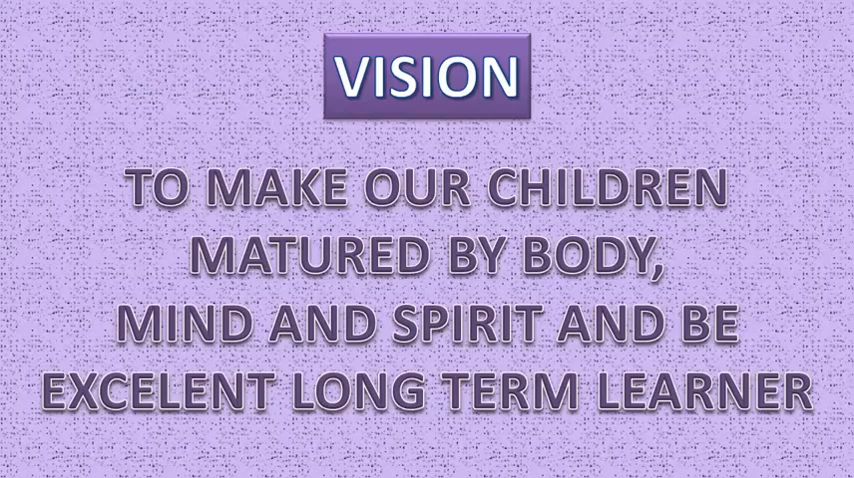 VISION
TO MAKE OUR CHILDREN
MATURED BY BODY,
MIND AND SPIRIT AND BE
EXCELENT LONG TERM LEARNER